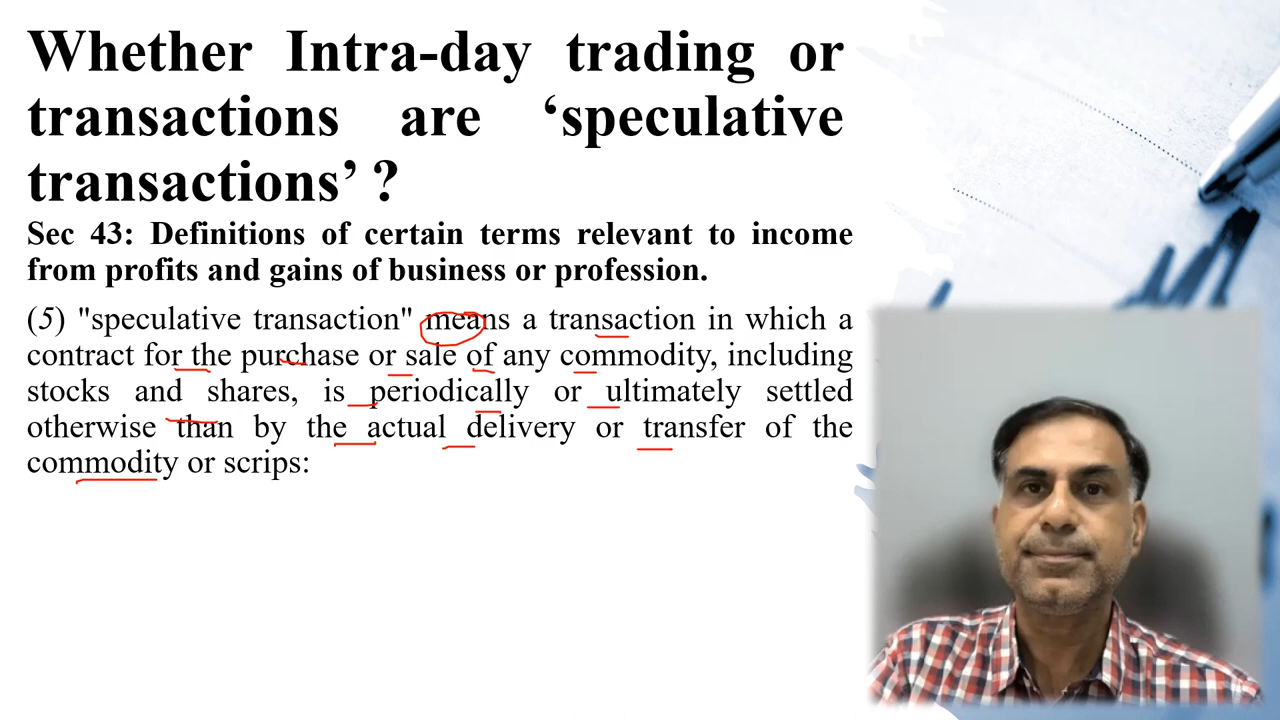 Whether Intra-day trading or
transactions are ‘speculative
transactions’ ?
Sec 43: Definitions of certain terms relevant to income
from profits and gains of business or profession.
(5) "speculative transaction" means a transaction in which a
contract for the purchase or sale of any commodity, including
stocks and shares, is periodically or ultimately settled
otherwise than by the actual delivery or transfer of the
commodity or scrips: